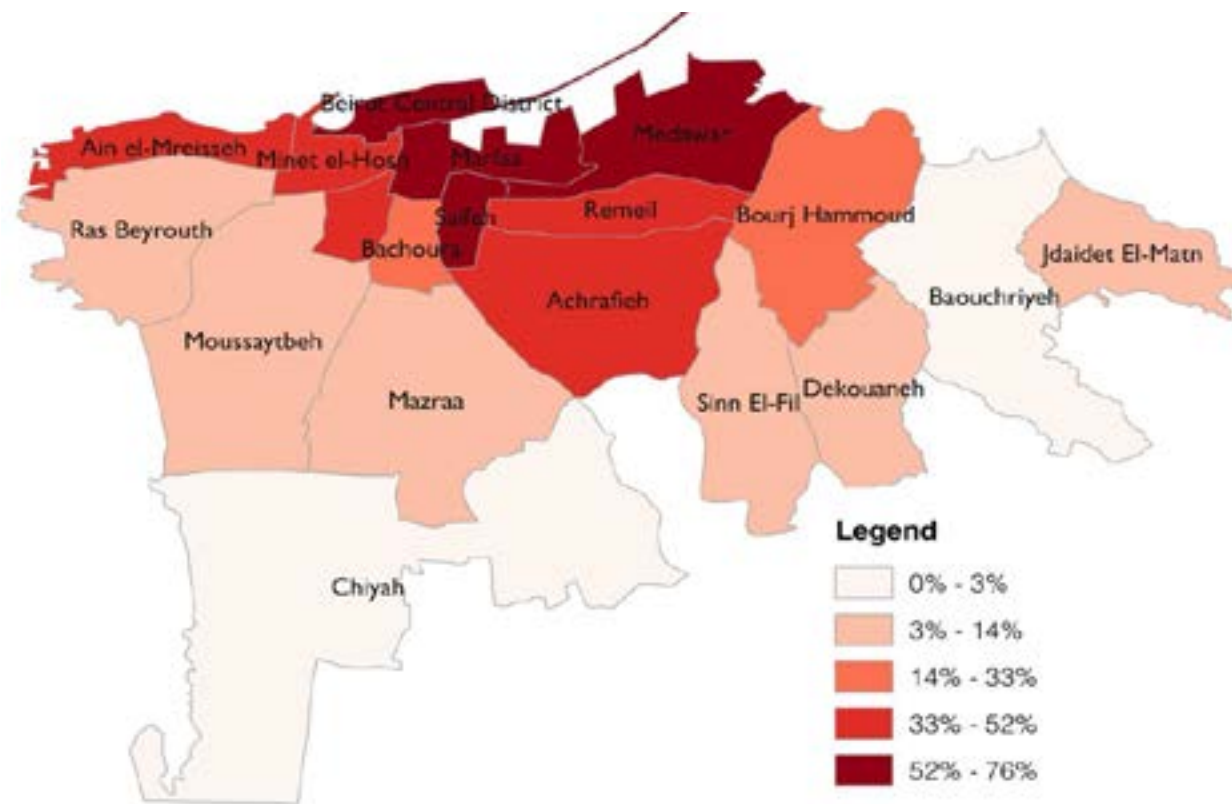 Beirut Central District
Ain el-Mreisseh
Minet el-Hosn
Marfaa
Medawar
Ras Beyrouth
Bachoura
Saifeh
Remeil
Bourj Hammoud
Jdaidet El-Matn
Moussaytbeh
Achrafieh
Baouchriyeh
Mazraa
Sinn El-Fil
Dekouaneh
Chiyah
Legend
0% - 3%
3% - 14%
14% - 33%
33% - 52%
52% - 76%